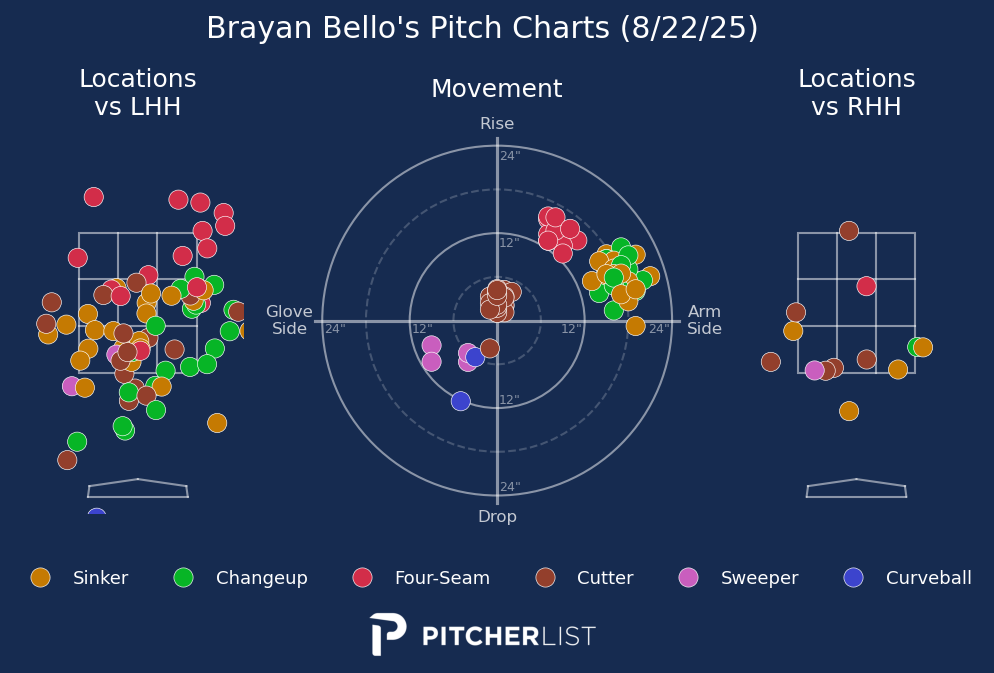 Brayan Bello's Pitch Charts (8/22/25)
Locations
vs LHH
Movement
Locations
vs RHH
Rise
24"
12"
Glove
Side
24"
12"
12"
24"
Arm
Side
12"
24"
Drop
Sinker
Changeup
Four-Seam
Cutter
Sweeper
Curveball
PITCHERLIST